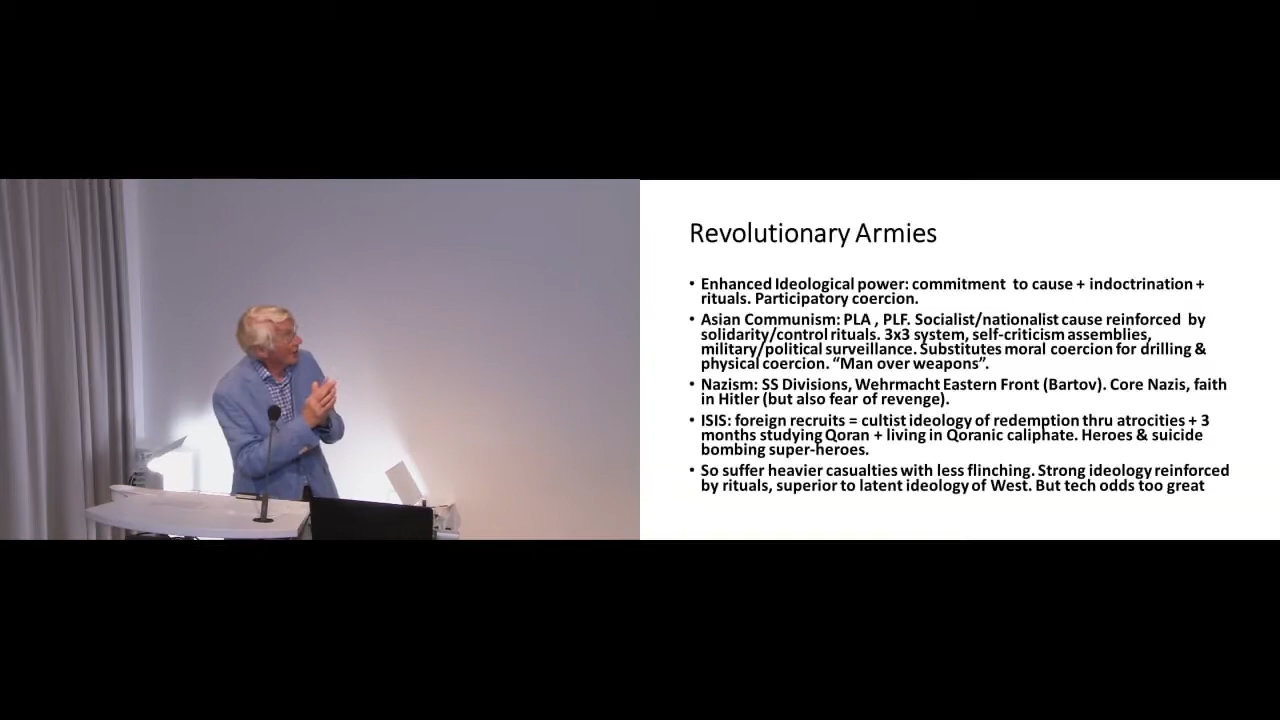 Revolutionary Armies
• Enhanced Ideological power: commitment to cause + indoctrination +
rituals. Participatory coercion.
• Asian Communism: PLA , PLF. Socialist/nationalist cause reinforced by
solidarity/control rituals. 3x3 system, self-criticism assemblies,
military/political surveillance. Substitutes moral coercion for drilling &
physical coercion. “Man over weapons”.
• Nazism: SS Divisions, Wehrmacht Eastern Front (Bartov). Core Nazis, faith
in Hitler (but also fear of revenge).
• ISIS: foreign recruits = cultist ideology of redemption thru atrocities + 3
months studying Qoran + living in Qoranic caliphate. Heroes & suicide
bombing super-heroes.
• So suffer heavier casualties with less flinching. Strong ideology reinforced
by rituals, superior to latent ideology of West. But tech odds too great